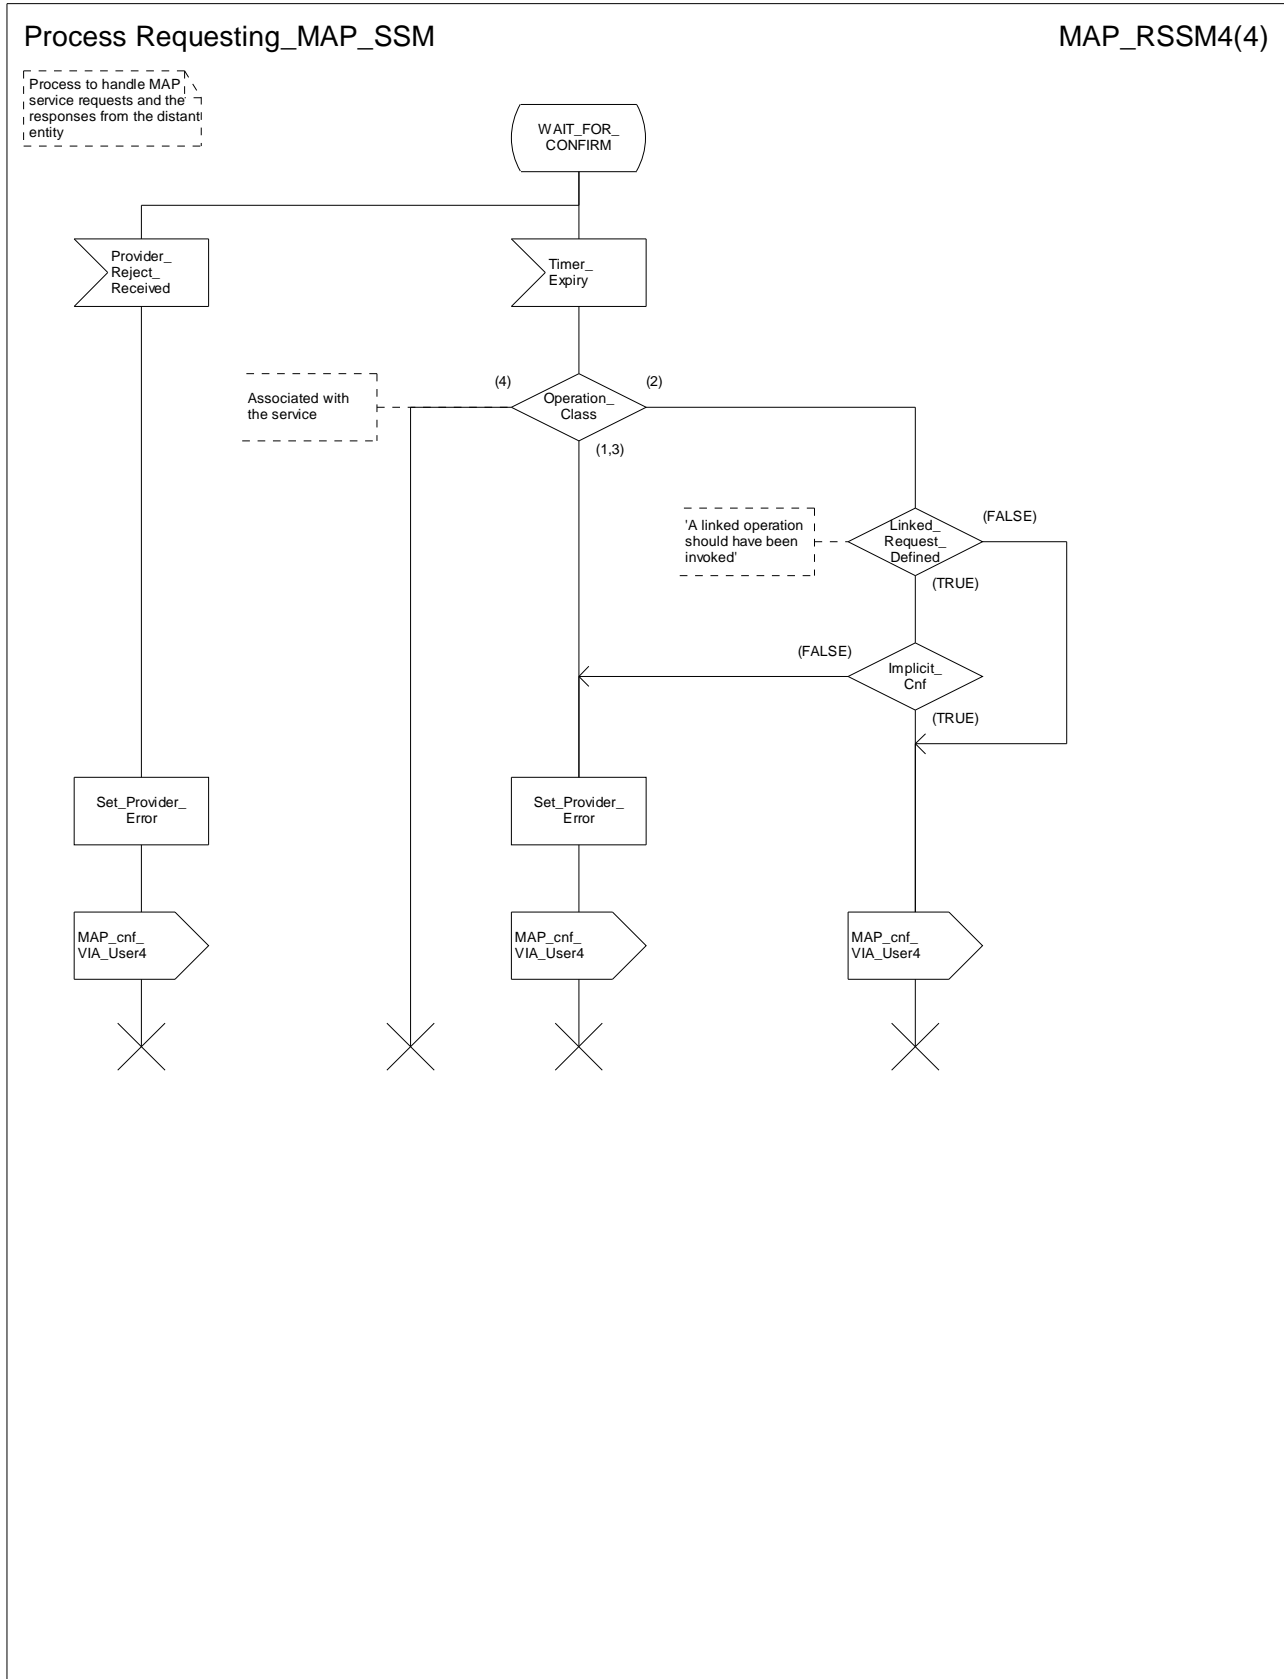 Process Requesting_MAP_SSM
MAP_RSSM4(4)
Process to handle MAP
service requests and the
responses from the distant
entity
WAIT_FOR_
CONFIRM
Provider_
Reject_
Received
Timer_
Expiry
Associated with
the service
(4)
Operation_
Class
(2)
(1,3)
'A linked operation
should have been
invoked'
Linked_
Request_
Defined
(FALSE)
(TRUE)
(FALSE)
Implicit_
Cnf
(TRUE)
Set_Provider_
Error
Set_Provider_
Error
MAP_cnf_
VIA_User4
MAP_cnf_
VIA_User4
MAP_cnf_
VIA_User4